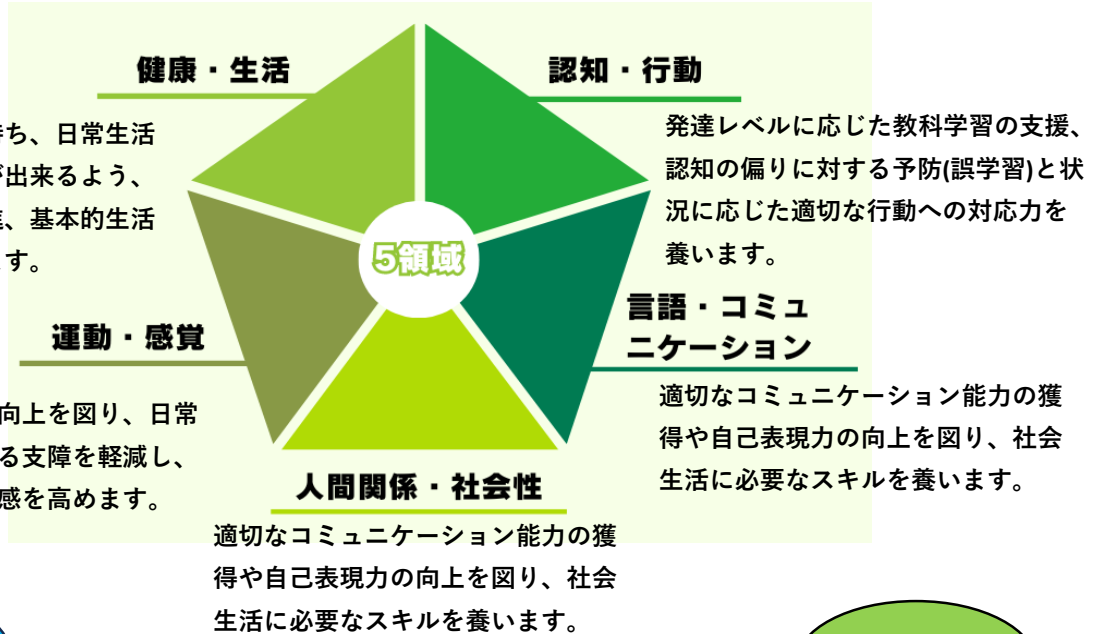 健康・生活
持ち、日常生活
が出来るよう、
基本的生活
す。
認知・行動
発達レベルに応じた教科学習の支援、
認知の偏りに対する予防(誤学習)と状
況に応じた適切な行動への対応力を
養います。
5領域
運動・感覚
向上を図り、日常
る支障を軽減し、
感を高めます。
言語・コミュ
ニケーション
適切なコミュニケーション能力の獲
得や自己表現力の向上を図り、社会
生活に必要なスキルを養います。
人間関係・社会性
適切なコミュニケーション能力の獲
得や自己表現力の向上を図り、社会
生活に必要なスキルを養います。